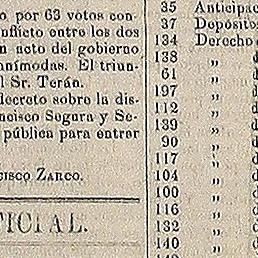 o, por 63 votos con-
nflicto entre los dos
n acto del gobierno
nnímodas. El triun-
l Sr. Terán.
decreto sobre la dis-
ncisco Segura y Se-
pública para entrar
CISCO ZARCO.
FICIAL.
35 Anticipac
37 Depósito
134 Derecho
138 „ d
61 „ d
197 „ d
112 „ d
139 „ d
90 „ d
117 „ d
104 „ d
100 „ d
116 „ d
132 „ d
140 „ d